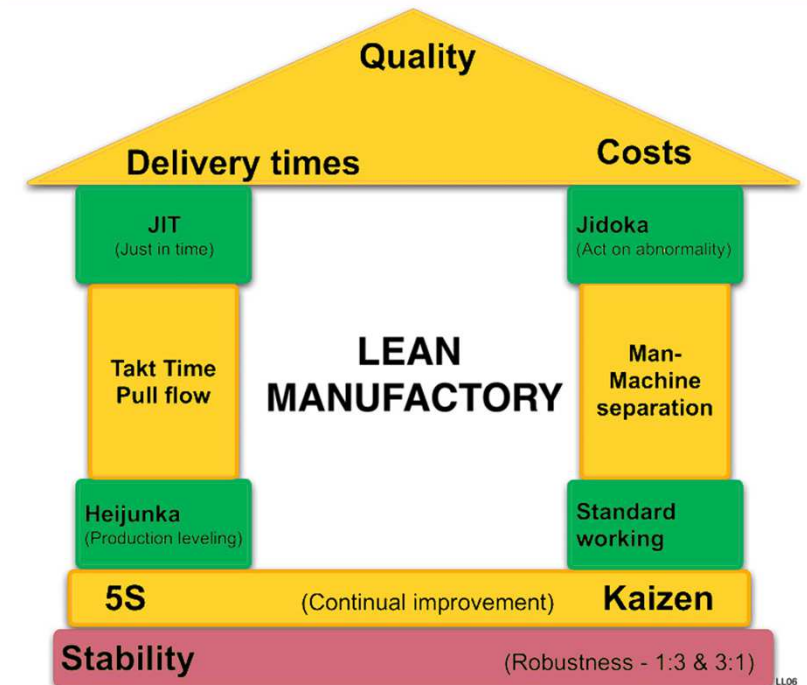 Quality
Delivery times
Costs
JIT
(Just in time)
Jidoka
(Act on abnormality)
Takt Time
Pull flow
LEAN
MANUFACTORY
Man-
Machine
separation
Heijunka
(Production leveling)
Standard
working
5S (Continual improvement) Kaizen
Stability (Robustness - 1:3 & 3:1)
LL06